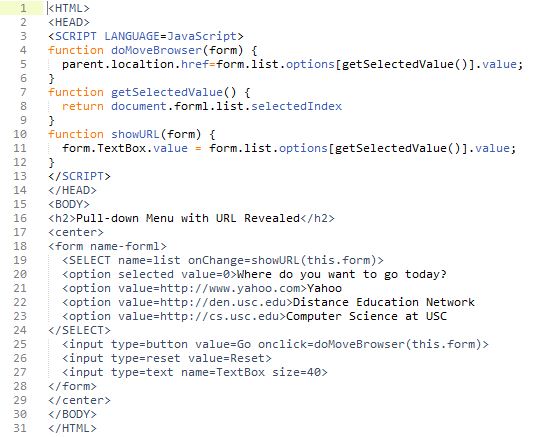 1 <HTML>
2 <HEAD>
3 <SCRIPT LANGUAGE=JavaScript>
4 function doMoveBrowser(form) {
5 parent.localtion.href=form.list.options[getSelectedValue()].value;
6 }
7 function getSelectedValue() {
8 return document.forml.list.selectedIndex
9 }
10 function showURL(form) {
11 form.TextBox.value = form.list.options[getSelectedValue()].value;
12 }
13 </SCRIPT>
14 </HEAD>
15 <BODY>
16 <h2>Pull-down Menu with URL Revealed</h2>
17 <center>
18 <form name-forml>
19 <SELECT name=list onChange=showURL(this.form)>
20 <option selected value=0>Where do you want to go today?
21 <option value=http://www.yahoo.com>Yahoo
22 <option value=http://den.usc.edu>Distance Education Network
23 <option value=http://cs.usc.edu>Computer Science at USC
24 </SELECT>
25 <input type=button value=Go onclick=doMoveBrowser(this.form)>
26 <input type=reset value=Reset>
27 <input type=text name=TextBox size=40>
28 </form>
29 </center>
30 </BODY>
31 </HTML>